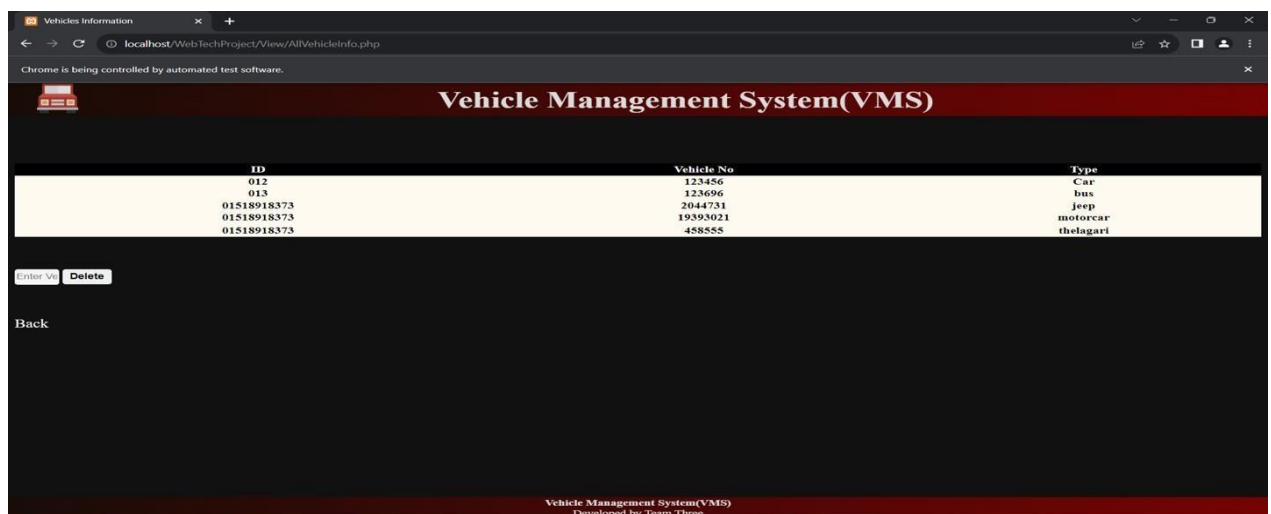 Vehicles Information
localhost/WebTechProject/View/AllVehicleInfo.php
Chrome is being controlled by automated test software.
Vehicle Management System(VMS)
ID Vehicle No Type
012 123456 Car
013 123696 bus
01518918373 2044731 jeep
01518918373 19393021 motorcar
01518918373 458555 thelagari
Enter Ve Delete
Back
Vehicle Management System(VMS)
Developed by Team Three